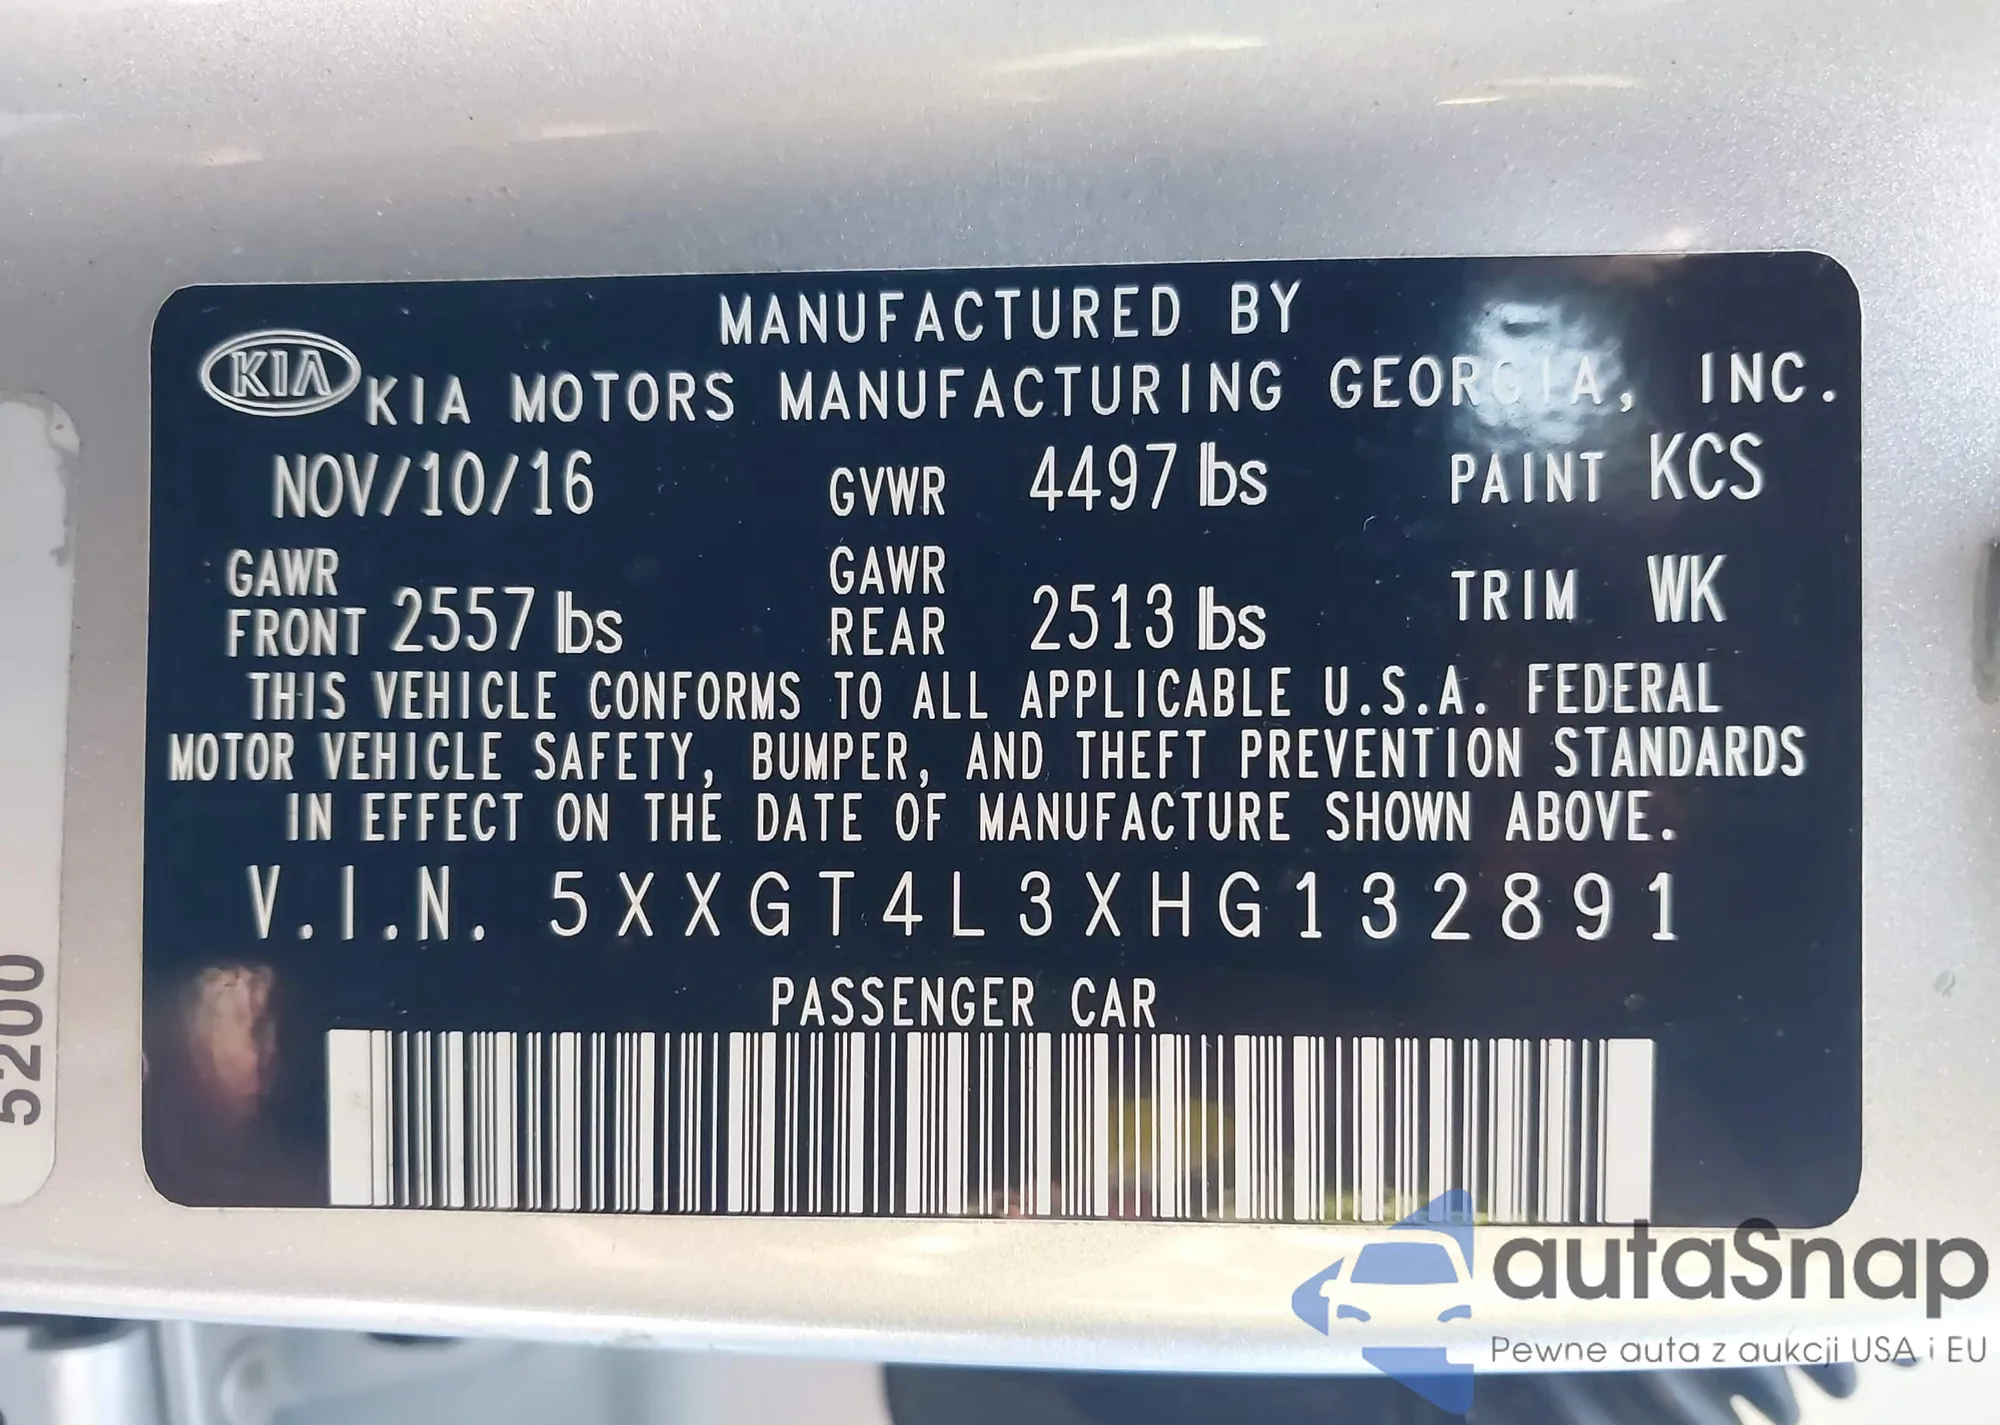 MANUFACTURED BY
KIA KIA MOTORS MANUFACTURING GEORGIA, INC.
NOV/10/16 GVWR 4497 lbs PAINT KCS
GAWR FRONT 2557 lbs GAWR REAR 2513 lbs TRIM WK
THIS VEHICLE CONFORMS TO ALL APPLICABLE U.S.A. FEDERAL
MOTOR VEHICLE SAFETY, BUMPER, AND THEFT PREVENTION STANDARDS
IN EFFECT ON THE DATE OF MANUFACTURE SHOWN ABOVE.
V.I.N. 5XXGT4L3XHG132891
PASSENGER CAR
5200
autaSnap
Pewne auta z aukcji USA i EU